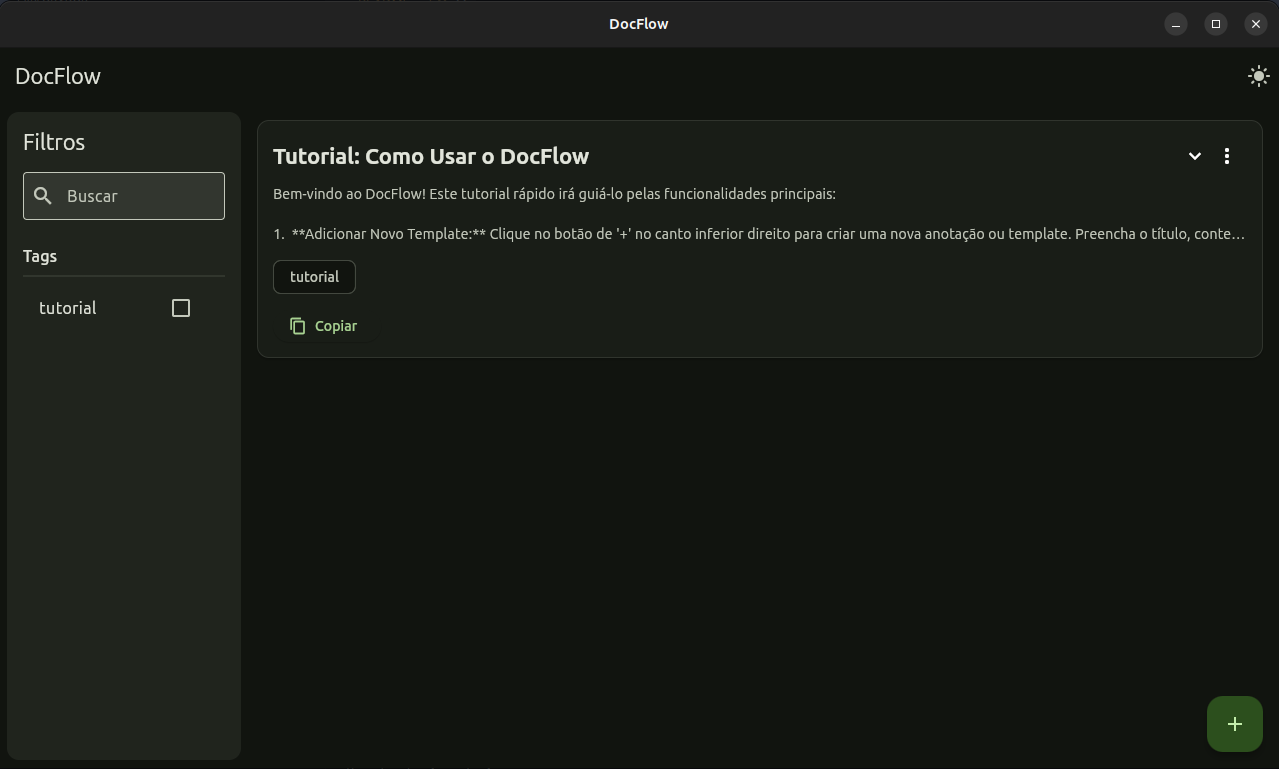 DocFlow
DocFlow
Filtros
Buscar
Tags
tutorial
Tutorial: Como Usar o DocFlow
Bem-vindo ao DocFlow! Este tutorial rápido irá guiá-lo pelas funcionalidades principais:
1. **Adicionar Novo Template:** Clique no botão de '+' no canto inferior direito para criar uma nova anotação ou template. Preencha o título, conte…
tutorial
Copiar